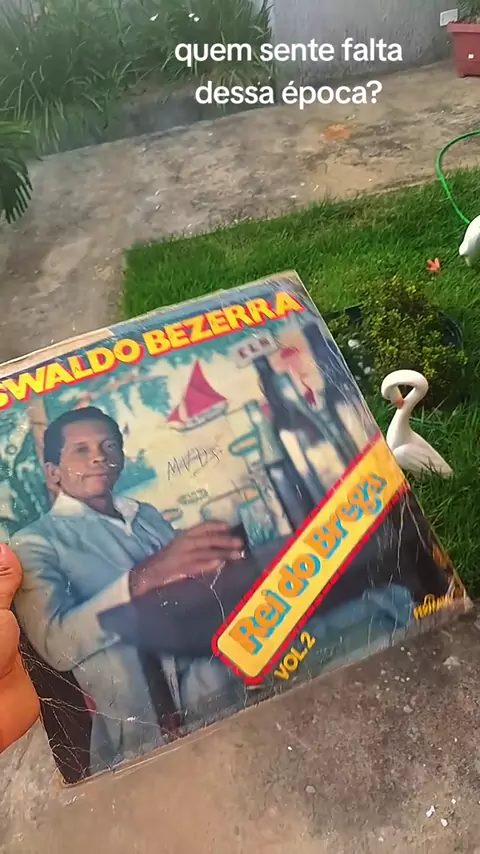 quem sente falta
dessa época?
SWALDO BEZERRA
Rei do Brega
VOL.2